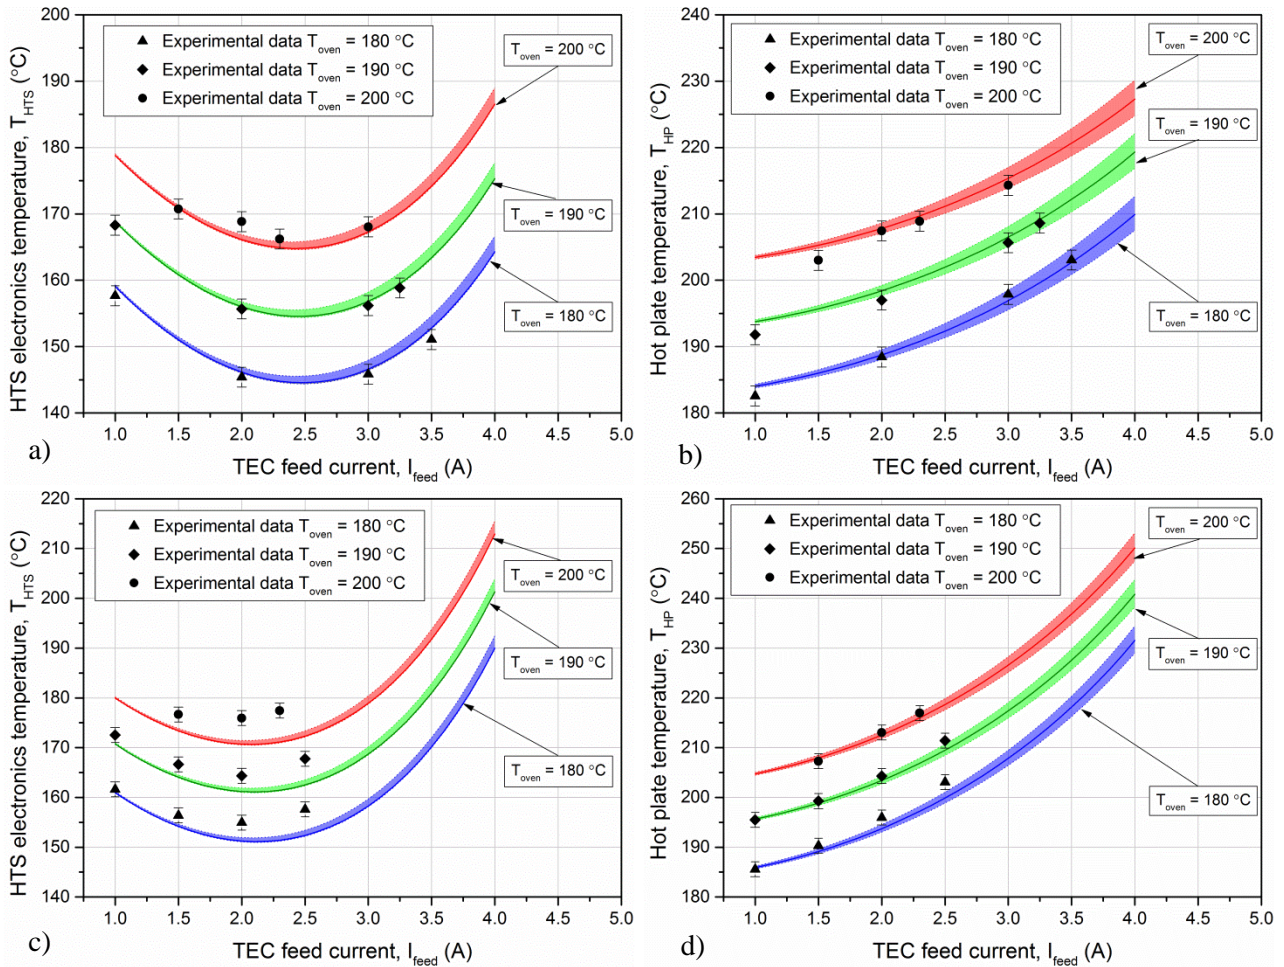 200
190
180
170
160
150
140
HTS electronics temperature, T_HTS (°C)
Experimental data T_oven = 180 °C
Experimental data T_oven = 190 °C
Experimental data T_oven = 200 °C
T_oven = 200 °C
T_oven = 190 °C
T_oven = 180 °C
1.0 1.5 2.0 2.5 3.0 3.5 4.0 4.5 5.0
TEC feed current, I_feed (A)
a)
240
230
220
210
200
190
180
Hot plate temperature, T_HP (°C)
Experimental data T_oven = 180 °C
Experimental data T_oven = 190 °C
Experimental data T_oven = 200 °C
T_oven = 200 °C
T_oven = 190 °C
T_oven = 180 °C
1.0 1.5 2.0 2.5 3.0 3.5 4.0 4.5 5.0
TEC feed current, I_feed (A)
b)
220
210
200
190
180
170
160
150
140
HTS electronics temperature, T_HTS (°C)
Experimental data T_oven = 180 °C
Experimental data T_oven = 190 °C
Experimental data T_oven = 200 °C
T_oven = 200 °C
T_oven = 190 °C
T_oven = 180 °C
1.0 1.5 2.0 2.5 3.0 3.5 4.0 4.5 5.0
TEC feed current, I_feed (A)
c)
260
250
240
230
220
210
200
190
180
Hot plate temperature, T_HP (°C)
Experimental data T_oven = 180 °C
Experimental data T_oven = 190 °C
Experimental data T_oven = 200 °C
T_oven = 200 °C
T_oven = 190 °C
T_oven = 180 °C
1.0 1.5 2.0 2.5 3.0 3.5 4.0 4.5 5.0
TEC feed current, I_feed (A)
d)